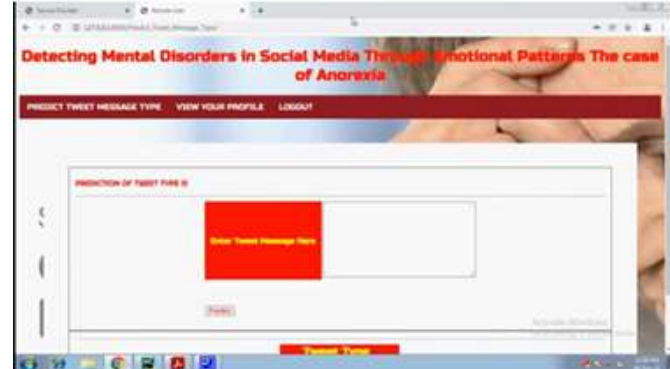 Detecting Mental Disorders in Social Media Through Emotional Patterns The case
of Anorexia
PREDICT TWEET MESSAGE TYPE VIEW YOUR PROFILE LOGOUT
PREDICTION OF TWEET TYPE !!!
Enter Tweet Message Here
Predict
Tweet Type